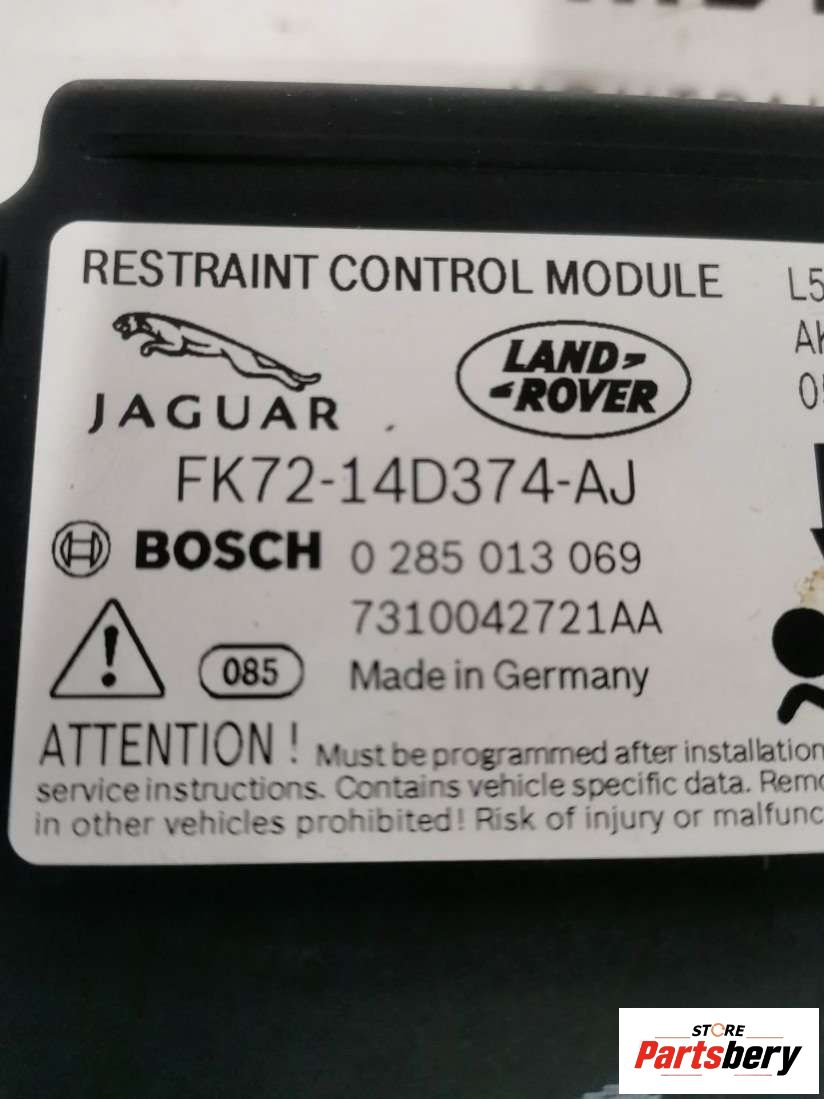 RESTRAINT CONTROL MODULE
L5
JAGUAR
LAND
ROVER
FK72-14D374-AJ
BOSCH 0 285 013 069
7310042721AA
085 Made in Germany
ATTENTION ! Must be programmed after installation
service instructions. Contains vehicle specific data.
in other vehicles prohibited! Risk of injury or
STORE
Partsbery